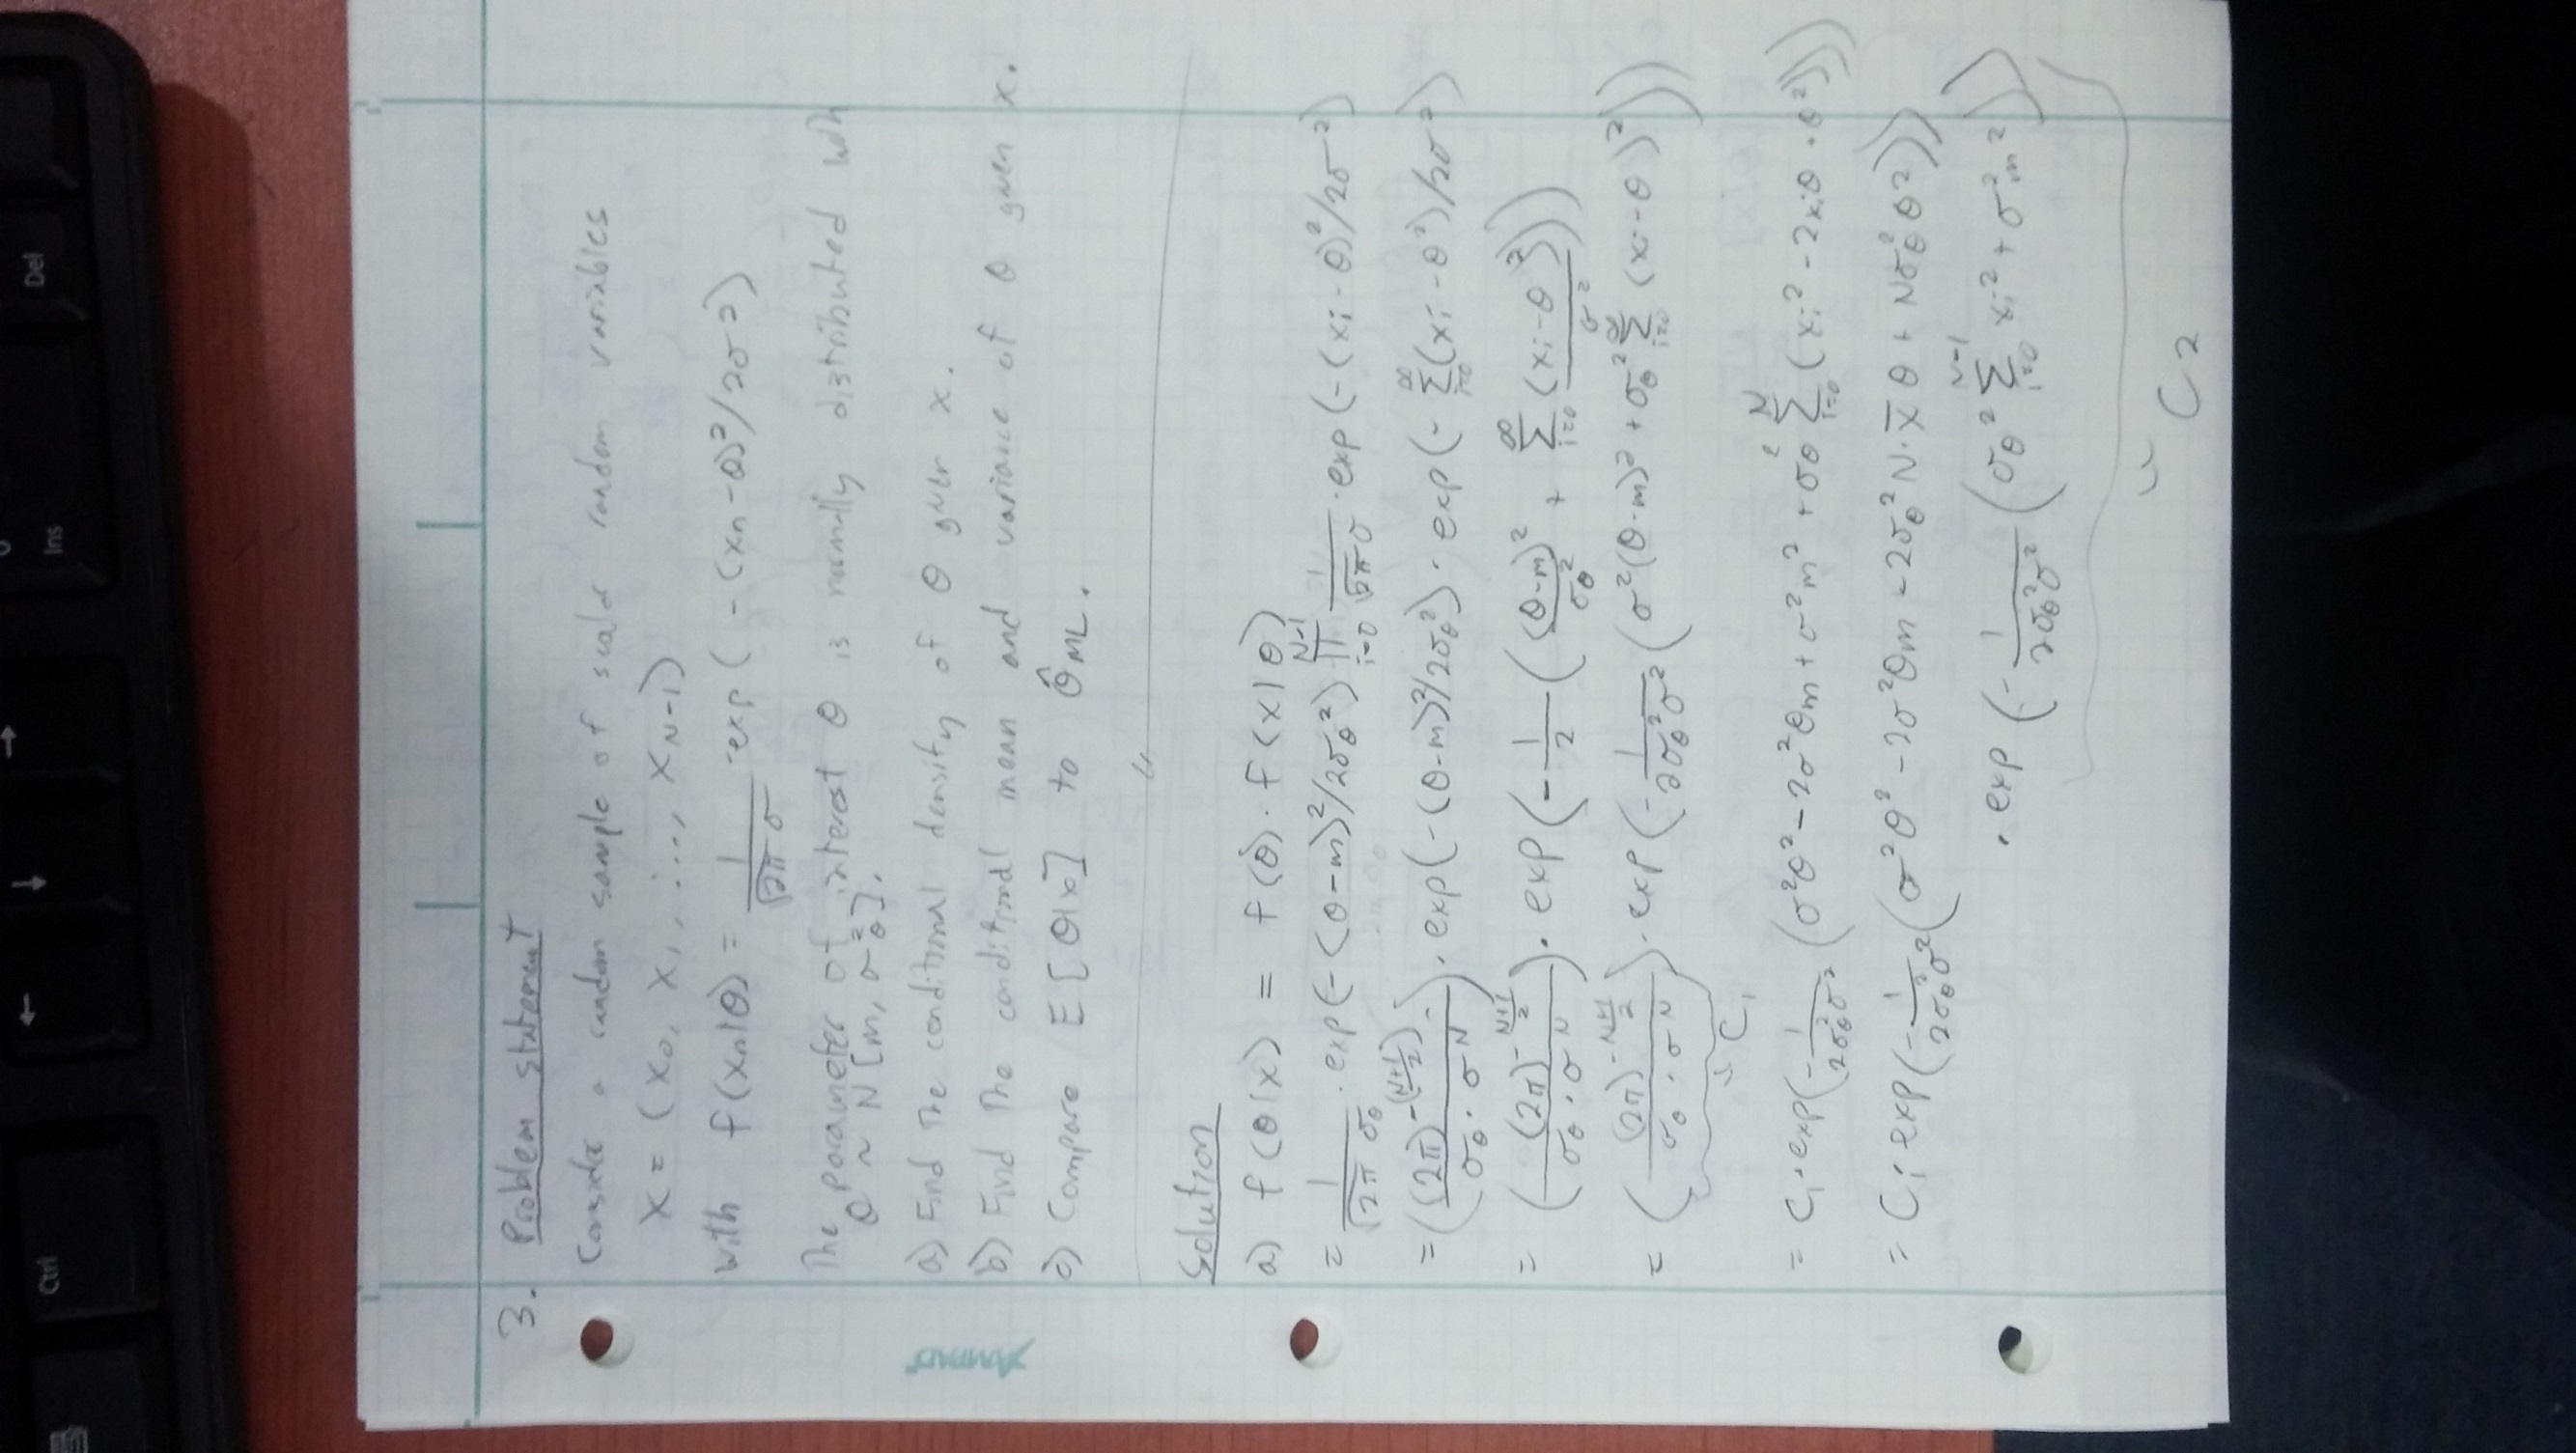 3. Problem statement
Consider a random sample of scalar random variables
X = (x0, x1, ..., xN-1)
with f(xn|θ) = 1/√2π σ · exp(-(xn-θ)²/2σ²)
The parameter of interest θ is normally distributed with
θ ~ N[m, σθ²].
a) Find the conditional density of θ given x.
b) Find the conditional mean and variance of θ given x.
c) Compare E[θ|x] to θ̂ML.
Solution
a) f(θ|x) = f(θ) · f(x|θ)
= 1/√2π σθ · exp(-(θ-m)²/2σθ²) ∏ i=0 N-1 1/√2π σ · exp(-(xi-θ)²/2σ²)
= ((2π)^-(N+1/2) / σθ · σ^N) · exp(-(θ-m)²/2σθ²) · exp(-∑ i=0 ∞ (xi-θ²)/2σ²)
= ((2π)^-N+1/2 / σθ · σ^N) · exp(-1/2 ((θ-m)²/σθ² + ∑ i=0 ∞ (xi-θ²)/σ²))
= ((2π)^-N+1/2 / σθ · σ^N) · exp(-1/2σθ²σ² (σ²(θ-m)² + σθ² ∑ i=0 ∞ (xi-θ)²))
C1
= C1 · exp(-1/2σθ²σ² (σ²θ² - 2σ²θm + σ²m² + σθ² ∑ i=0 N (xi² - 2xiθ · θ²)))
= C1 exp(-1/2σθ²σ² (σ²θ² - 2σ²θm - 2σθ² N · x̄ θ + Nσθ² θ²))
· exp(-1/2σθ²σ² (σθ² ∑ i=0 N-1 xi² + σ²m²))
C2
AMPAD
Ctrl
← ↓ →
Ins
Del